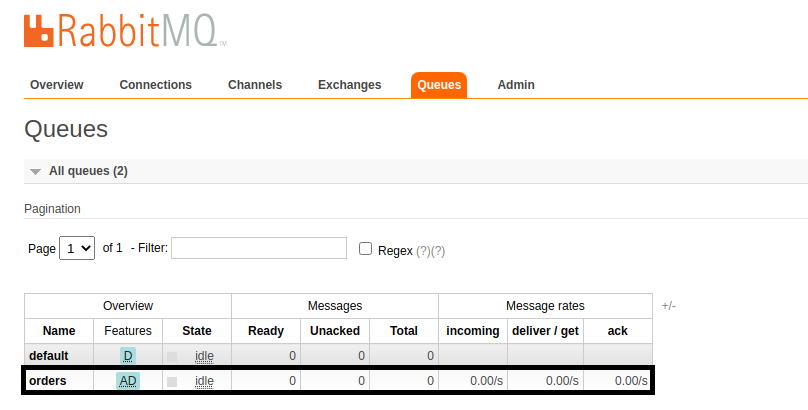 RabbitMQ TM
Overview Connections Channels Exchanges Queues Admin
Queues
All queues (2)
Pagination
Page 1 of 1 - Filter: Regex (?)(?)
Overview Messages Message rates +/-
Name Features State Ready Unacked Total incoming deliver / get ack
default D idle 0 0 0
orders AD idle 0 0 0 0.00/s 0.00/s 0.00/s